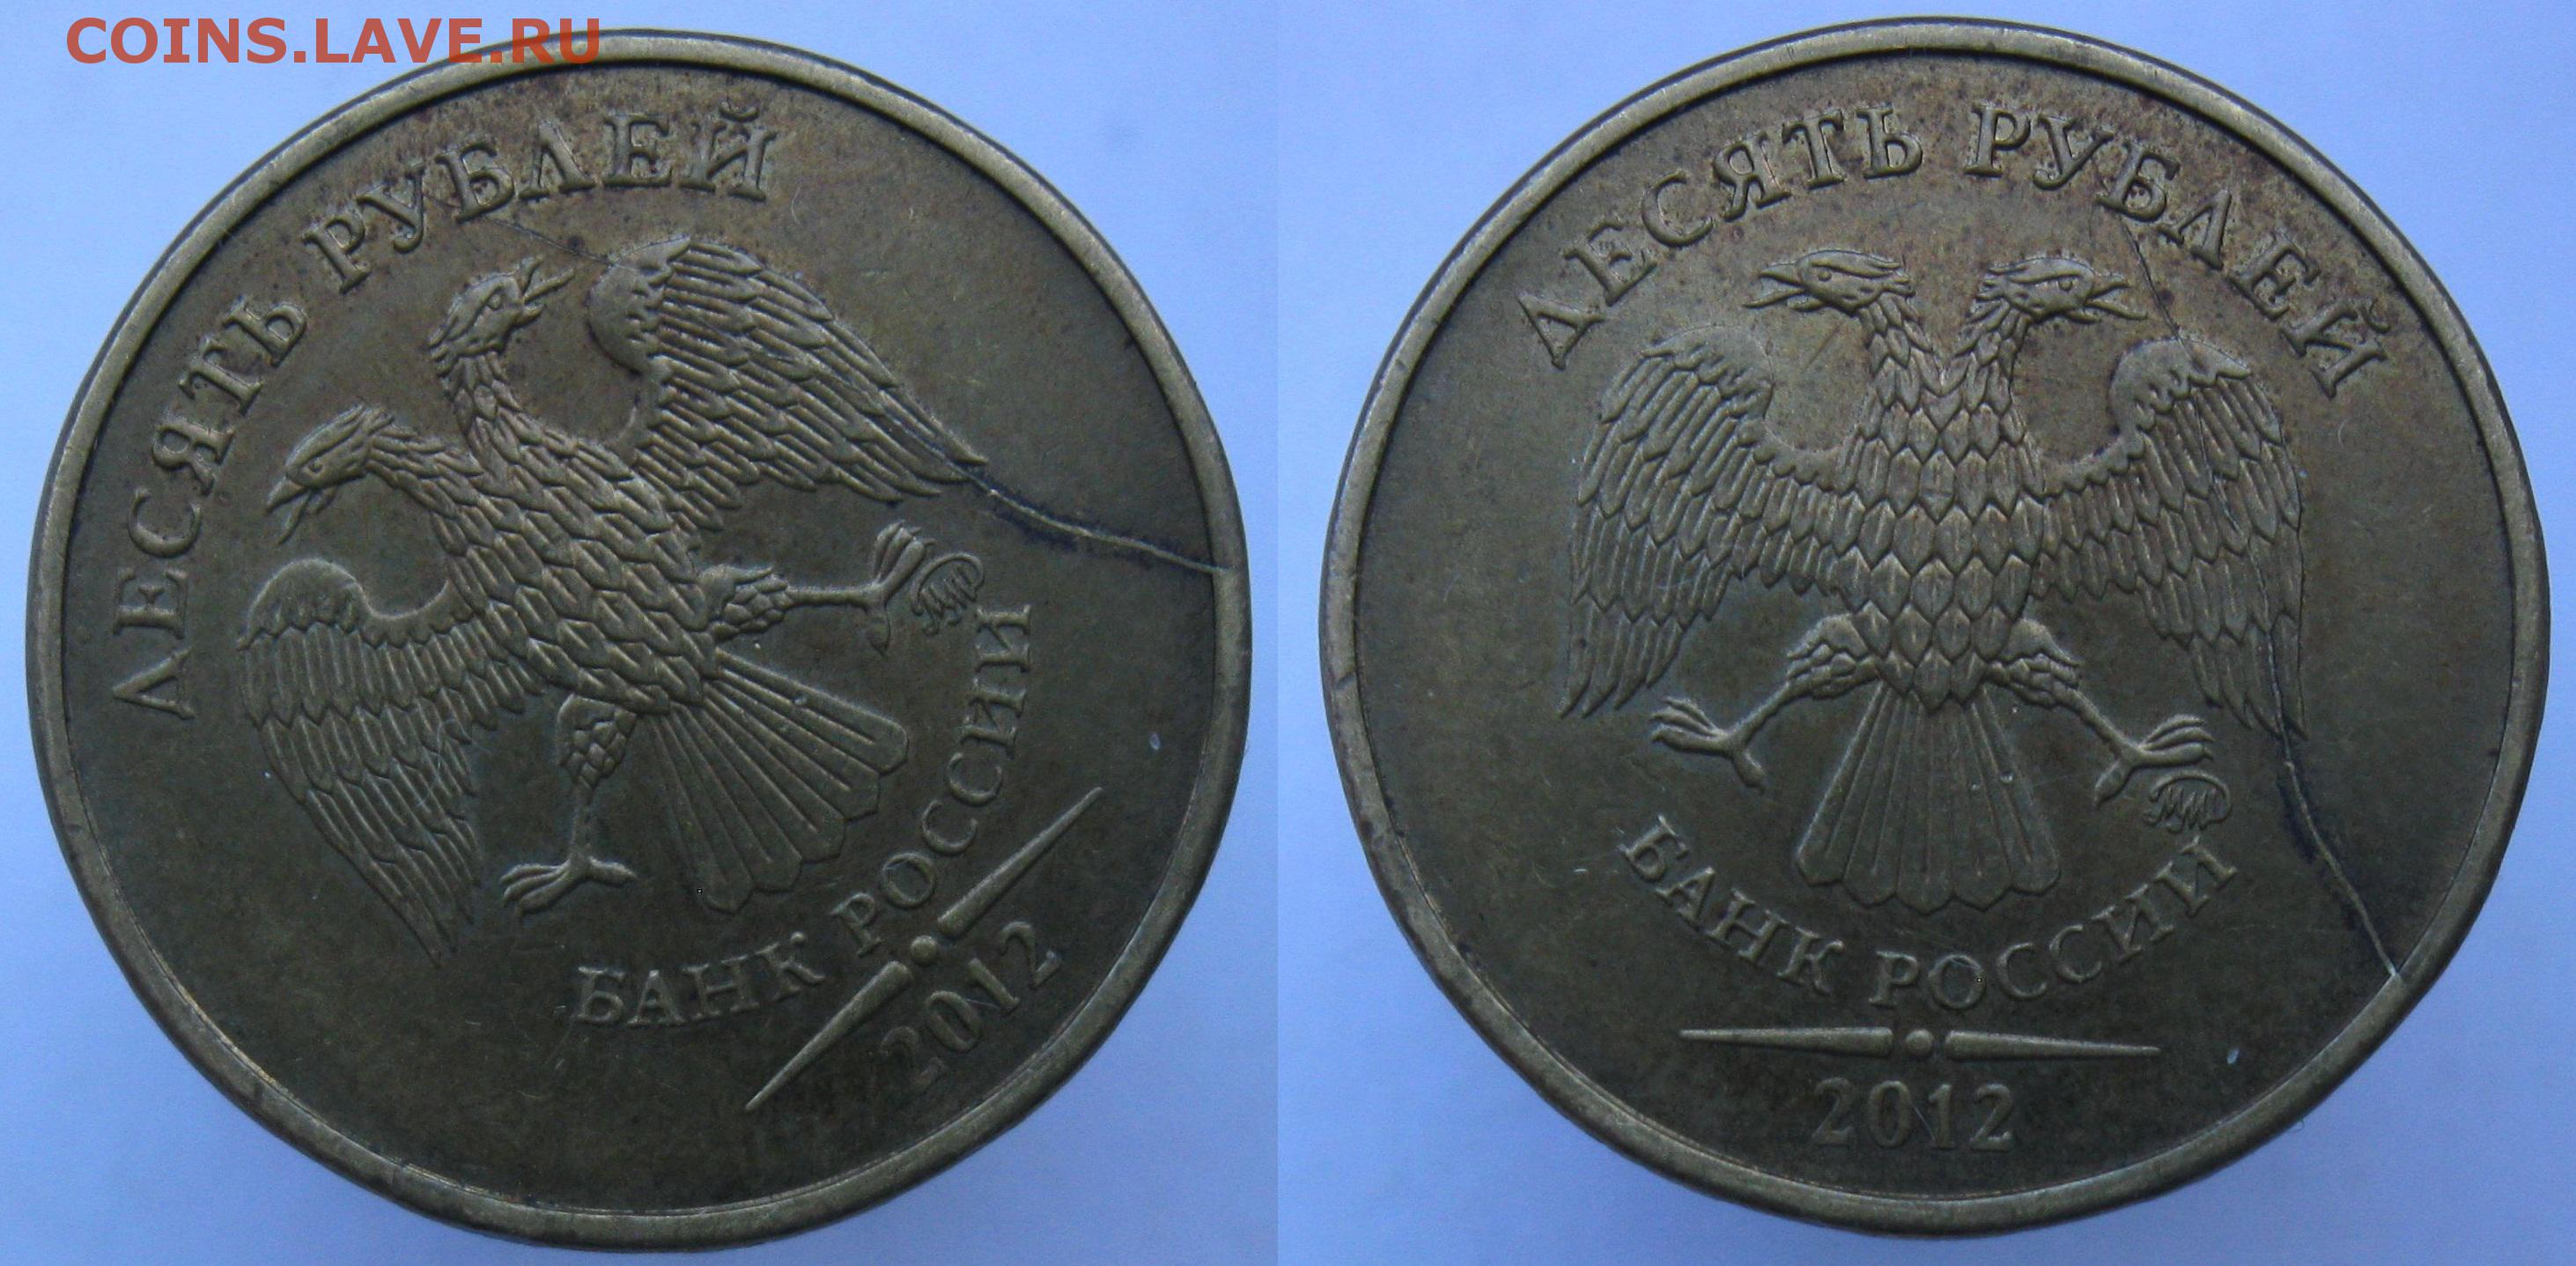 COINS.LAVE.RU
ДЕСЯТЬ РУБЛЕЙ
БАНК РОССИИ
2012
ДЕСЯТЬ РУБЛЕЙ
БАНК РОССИИ
2012